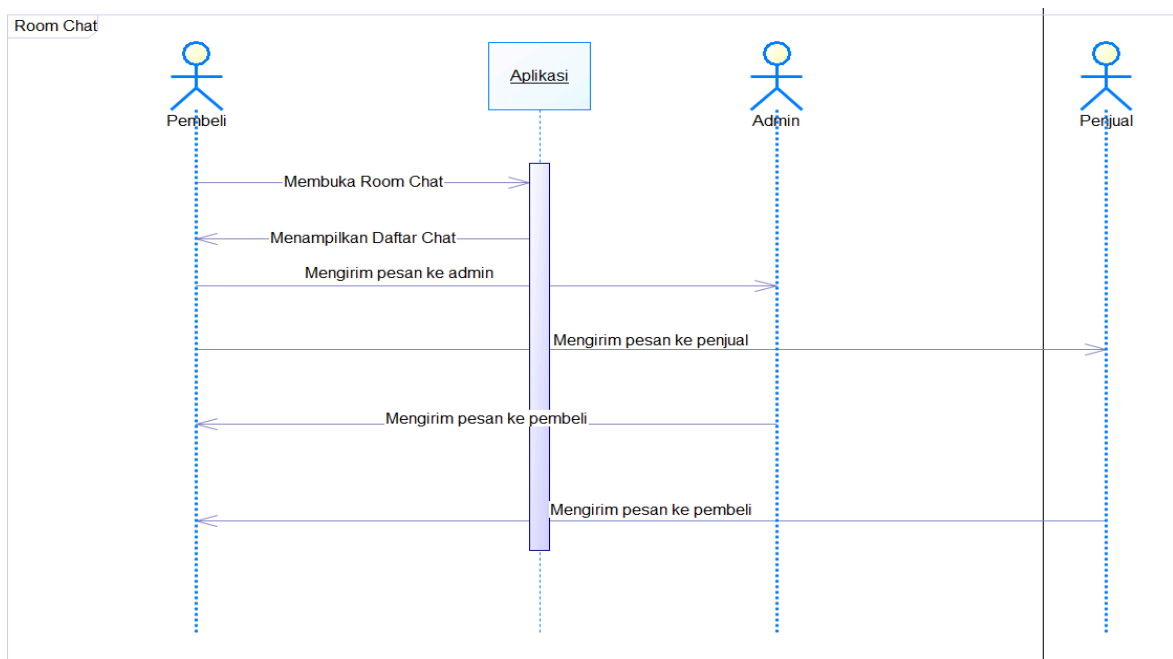 Room Chat
Pembeli
Aplikasi
Admin
Penjual
Membuka Room Chat
Menampilkan Daftar Chat
Mengirim pesan ke admin
Mengirim pesan ke penjual
Mengirim pesan ke pembeli
Mengirim pesan ke pembeli